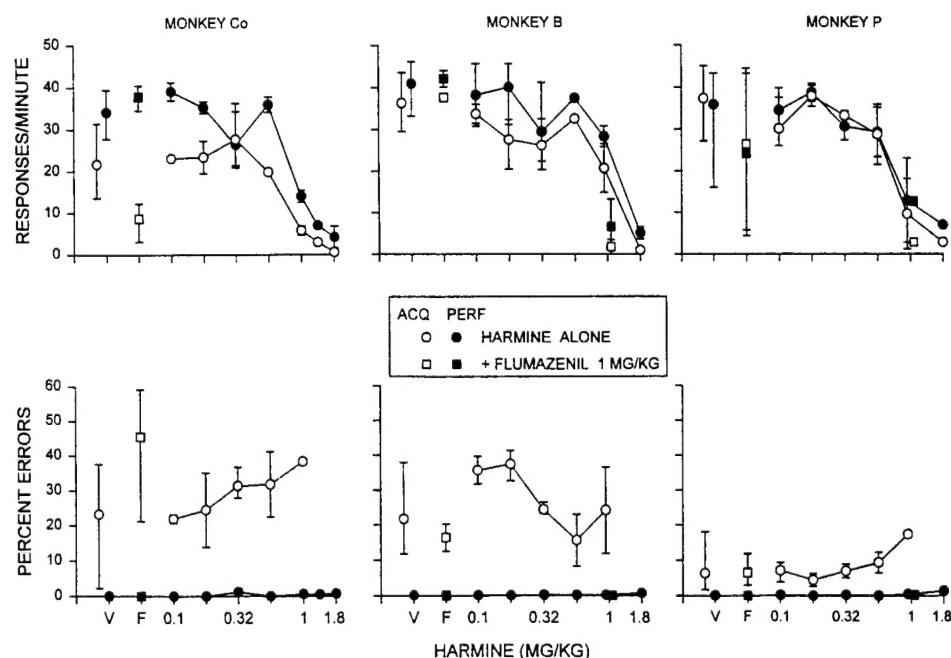 MONKEY Co MONKEY B MONKEY P
RESPONSES/MINUTE
50
40
30
20
10
0
ACQ PERF
HARMINE ALONE
+ FLUMAZENIL 1 MG/KG
PERCENT ERRORS
60
50
40
30
20
10
0
V F 0.1 0.32 1 1.8 V F 0.1 0.32 1 1.8 V F 0.1 0.32 1 1.8
HARMINE (MG/KG)